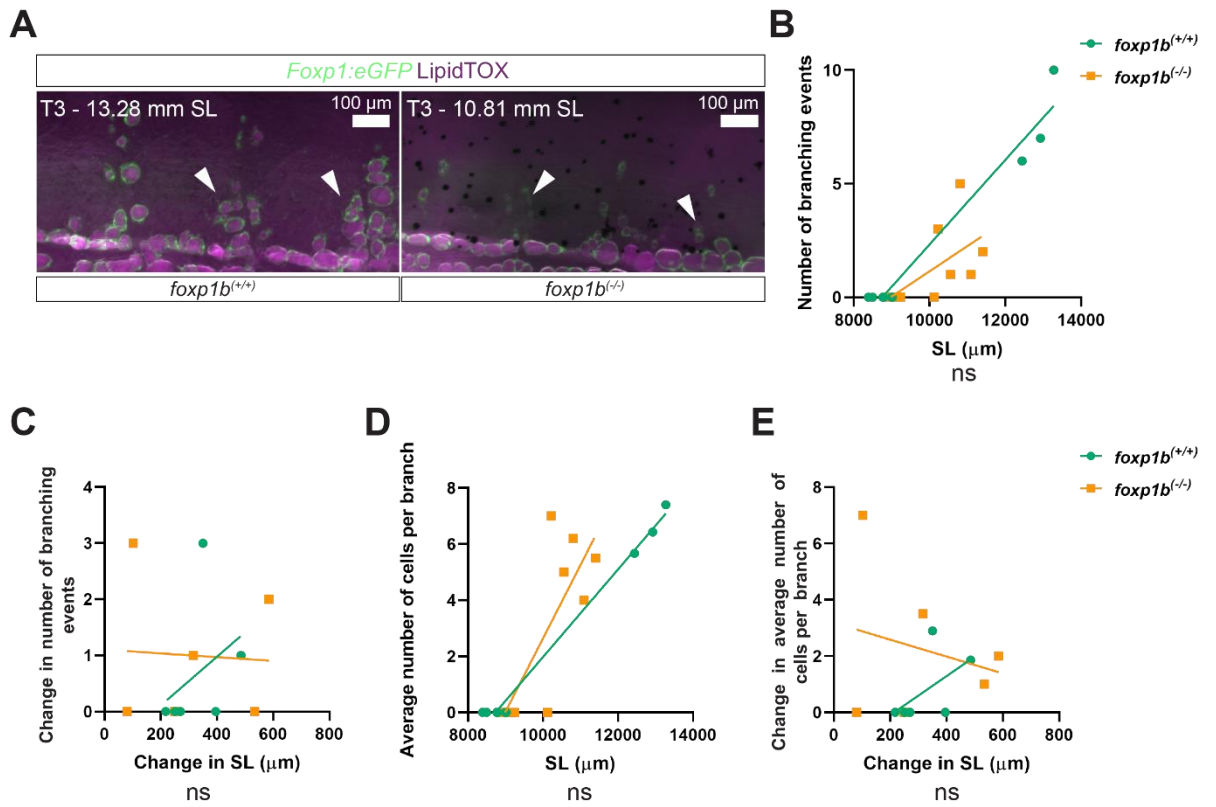 A
Foxp1:eGFP LipidTOX
T3 - 13.28 mm SL
100 µm
T3 - 10.81 mm SL
100 µm
foxp1b(+/+)
foxp1b(-/-)
B
Number of branching events
10
5
0
8000 10000 12000 14000
SL (µm)
ns
foxp1b(+/+)
foxp1b(-/-)
C
Change in number of branching
events
4
3
2
1
0
0 200 400 600 800
Change in SL (µm)
ns
D
Average number of cells per branch
8
6
4
2
0
8000 10000 12000 14000
SL (µm)
ns
E
Change in average number of
cells per branch
8
6
4
2
0
0 200 400 600 800
Change in SL (µm)
ns
foxp1b(+/+)
foxp1b(-/-)